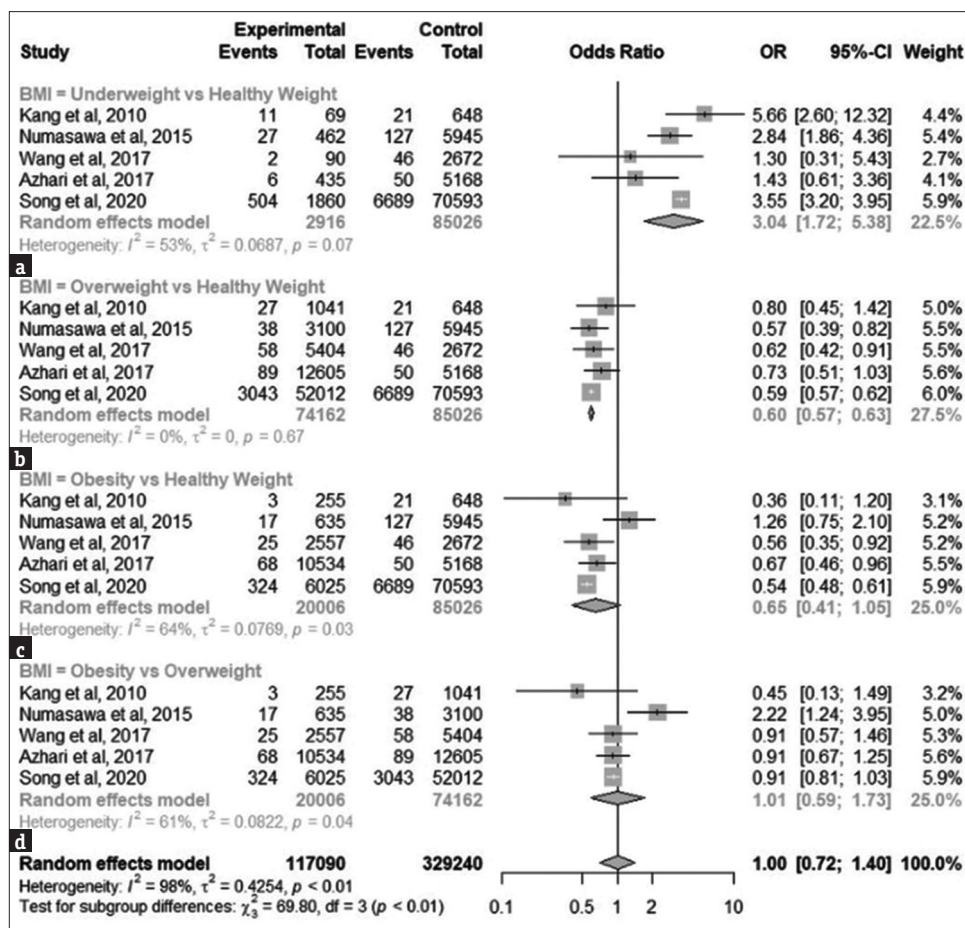 Experimental Control
Study Events Total Events Total Odds Ratio OR 95%-CI Weight
BMI = Underweight vs Healthy Weight
Kang et al, 2010 11 69 21 648 5.66 [2.60; 12.32] 4.4%
Numasawa et al, 2015 27 462 127 5945 2.84 [1.86; 4.36] 5.4%
Wang et al, 2017 2 90 46 2672 1.30 [0.31; 5.43] 2.7%
Azhari et al, 2017 6 435 50 5168 1.43 [0.61; 3.36] 4.1%
Song et al, 2020 504 1860 6689 70593 3.55 [3.20; 3.95] 5.9%
Random effects model 2916 85026 3.04 [1.72; 5.38] 22.5%
Heterogeneity: I² = 53%, τ² = 0.0687, p = 0.07
a
BMI = Overweight vs Healthy Weight
Kang et al, 2010 27 1041 21 648 0.80 [0.45; 1.42] 5.0%
Numasawa et al, 2015 38 3100 127 5945 0.57 [0.39; 0.82] 5.5%
Wang et al, 2017 58 5404 46 2672 0.62 [0.42; 0.91] 5.5%
Azhari et al, 2017 89 12605 50 5168 0.73 [0.51; 1.03] 5.6%
Song et al, 2020 3043 52012 6689 70593 0.59 [0.57; 0.62] 6.0%
Random effects model 74162 85026 0.60 [0.57; 0.63] 27.5%
Heterogeneity: I² = 0%, τ² = 0, p = 0.67
b
BMI = Obesity vs Healthy Weight
Kang et al, 2010 3 255 21 648 0.36 [0.11; 1.20] 3.1%
Numasawa et al, 2015 17 635 127 5945 1.26 [0.75; 2.10] 5.2%
Wang et al, 2017 25 2557 46 2672 0.56 [0.35; 0.92] 5.2%
Azhari et al, 2017 68 10534 50 5168 0.67 [0.46; 0.96] 5.5%
Song et al, 2020 324 6025 6689 70593 0.54 [0.48; 0.61] 5.9%
Random effects model 20006 85026 0.65 [0.41; 1.05] 25.0%
Heterogeneity: I² = 64%, τ² = 0.0769, p = 0.03
c
BMI = Obesity vs Overweight
Kang et al, 2010 3 255 27 1041 0.45 [0.13; 1.49] 3.2%
Numasawa et al, 2015 17 635 38 3100 2.22 [1.24; 3.95] 5.0%
Wang et al, 2017 25 2557 58 5404 0.91 [0.57; 1.46] 5.3%
Azhari et al, 2017 68 10534 89 12605 0.91 [0.67; 1.25] 5.6%
Song et al, 2020 324 6025 3043 52012 0.91 [0.81; 1.03] 5.9%
Random effects model 20006 74162 1.01 [0.59; 1.73] 25.0%
Heterogeneity: I² = 61%, τ² = 0.0822, p = 0.04
d
Random effects model 117090 329240 1.00 [0.72; 1.40] 100.0%
Heterogeneity: I² = 98%, τ² = 0.4254, p < 0.01
Test for subgroup differences: χ²₃ = 69.80, df = 3 (p < 0.01) 0.1 0.5 1 2 10